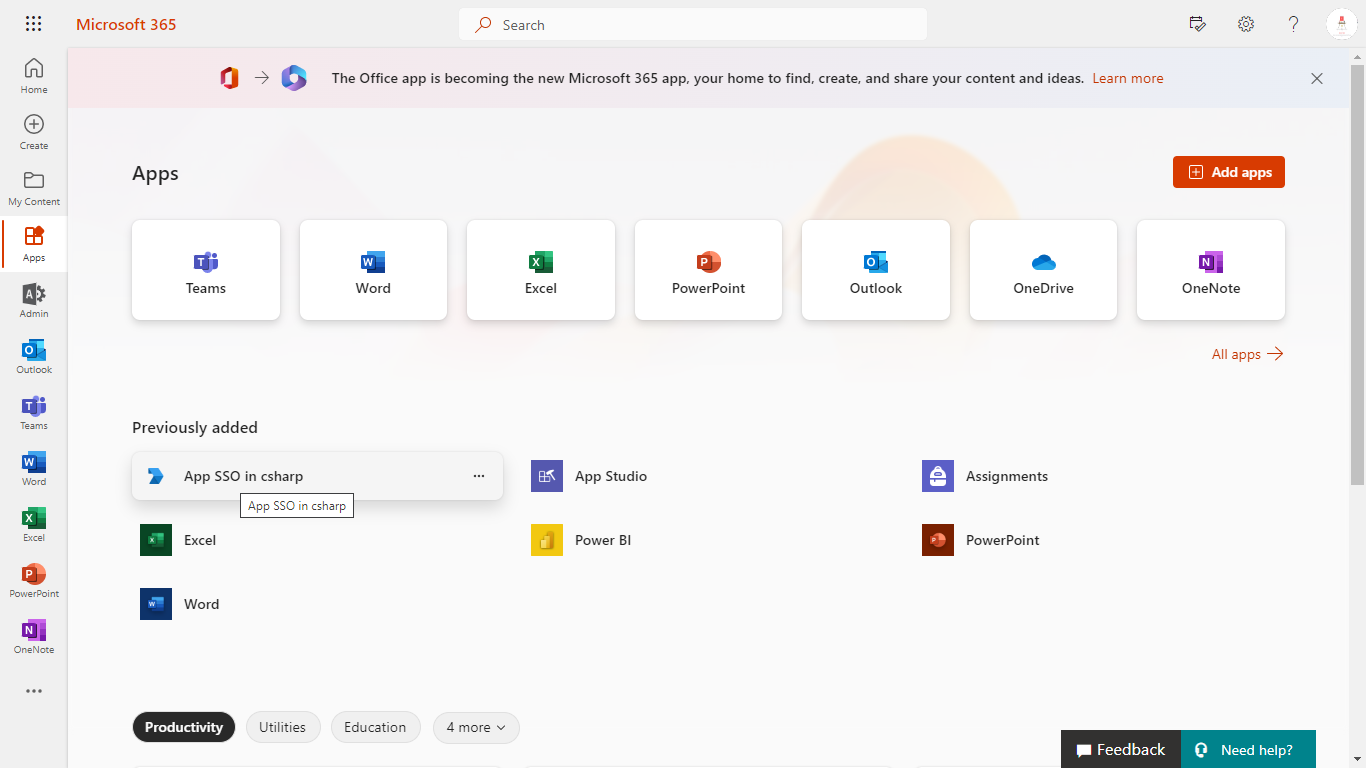 Microsoft 365
Search
The Office app is becoming the new Microsoft 365 app, your home to find, create, and share your content and ideas. Learn more
Home
Create
My Content
Apps
Admin
Outlook
Teams
Word
Excel
PowerPoint
OneNote
Apps
Add apps
Teams
Word
Excel
PowerPoint
Outlook
OneDrive
OneNote
All apps
Previously added
App SSO in csharp
App Studio
Assignments
App SSO in csharp
Excel
Power BI
PowerPoint
Word
Productivity
Utilities
Education
4 more
Feedback
Need help?